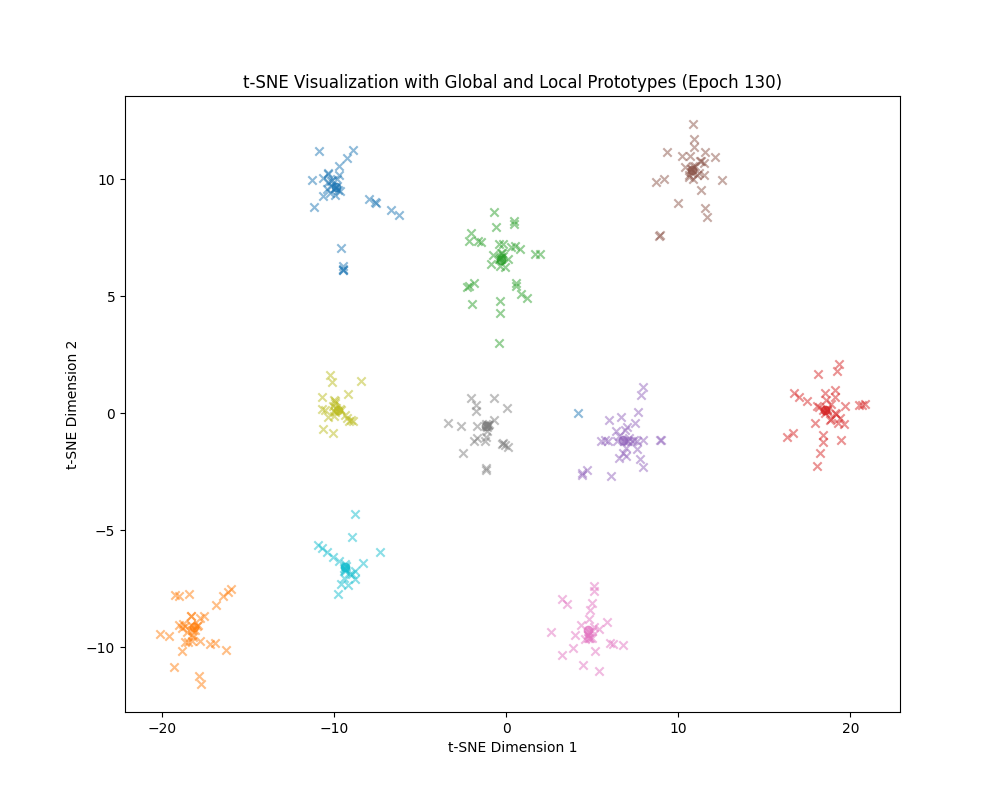 t-SNE Visualization with Global and Local Prototypes (Epoch 130)
10
5
0
−5
−10
t-SNE Dimension 2
−20 −10 0 10 20
t-SNE Dimension 1